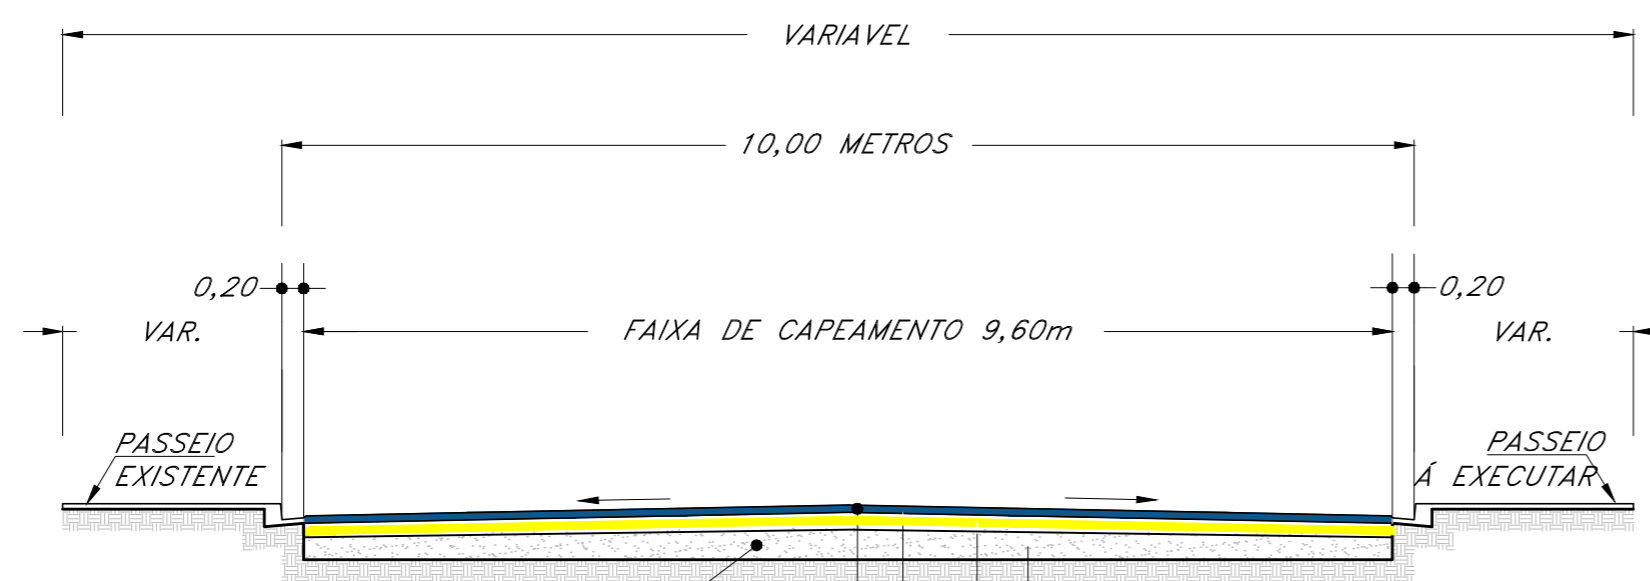 VARIAVEL
10,00 METROS
0,20
0,20
VAR.
FAIXA DE CAPEAMENTO 9,60m
VAR.
PASSEIO
EXISTENTE
PASSEIO
Á EXECUTAR